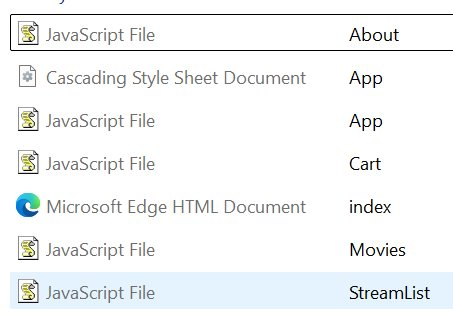 JavaScript File About
Cascading Style Sheet Document App
JavaScript File App
JavaScript File Cart
Microsoft Edge HTML Document index
JavaScript File Movies
JavaScript File StreamList